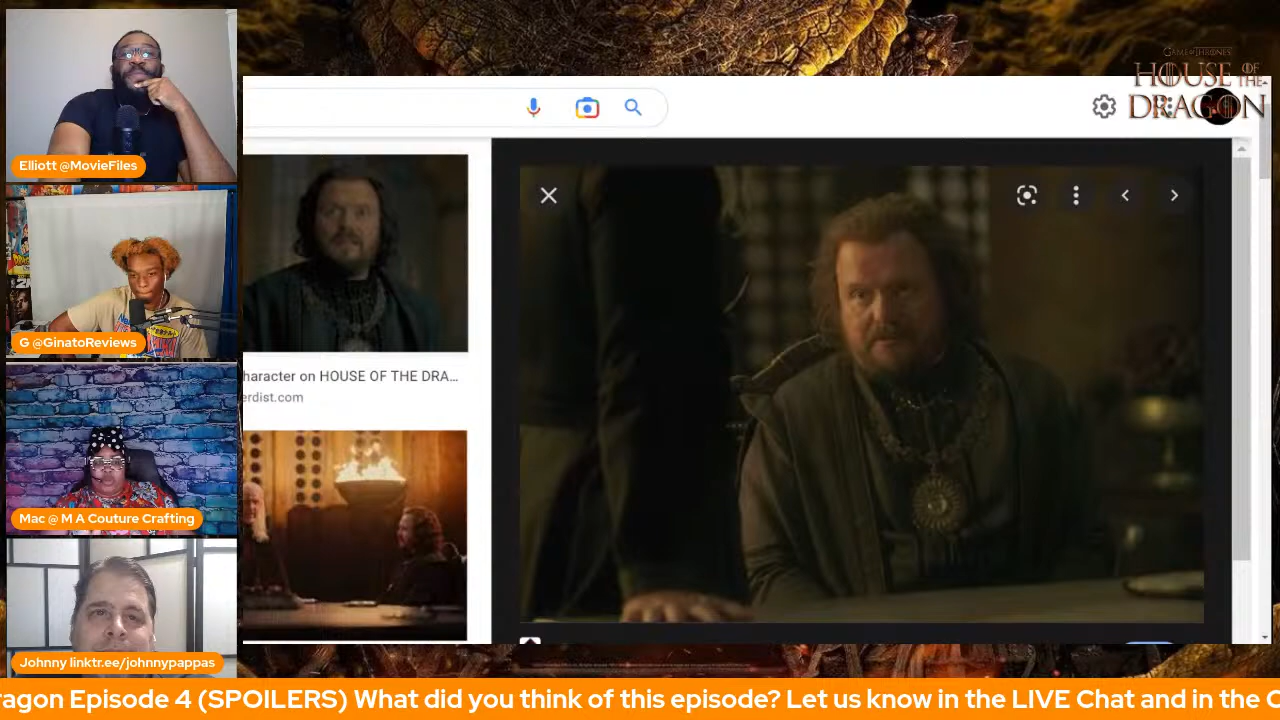 GAME OF THRONES
HOUSE OF THE
DRAGON
Elliott @MovieFiles
G @GinatoReviews
Mac @ M A Couture Crafting
Johnny linktr.ee/johnnypappas
haracter on HOUSE OF THE DRA...
erdist.com
ragon Episode 4 (SPOILERS) What did you think of this episode? Let us know in the LIVE Chat and in the C